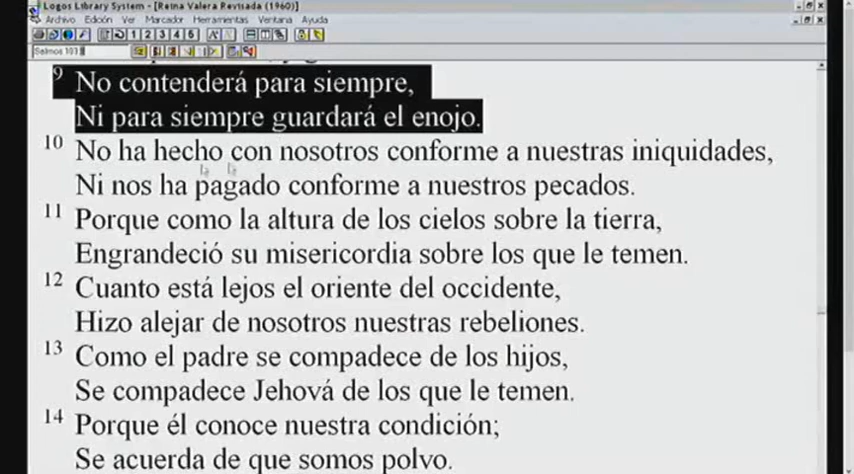 Logos Library System - [Reina Valera Revisada (1960)]
Archivo Edición Ver Marcador Herramientas Ventana Ayuda
1 2 3 4 5
9 No contenderá para siempre,
Ni para siempre guardará el enojo.
10 No ha hecho con nosotros conforme a nuestras iniquidades,
Ni nos ha pagado conforme a nuestros pecados.
11 Porque como la altura de los cielos sobre la tierra,
Engrandeció su misericordia sobre los que le temen.
12 Cuanto está lejos el oriente del occidente,
Hizo alejar de nosotros nuestras rebeliones.
13 Como el padre se compadece de los hijos,
Se compadece Jehová de los que le temen.
14 Porque él conoce nuestra condición;
Se acuerda de que somos polvo.